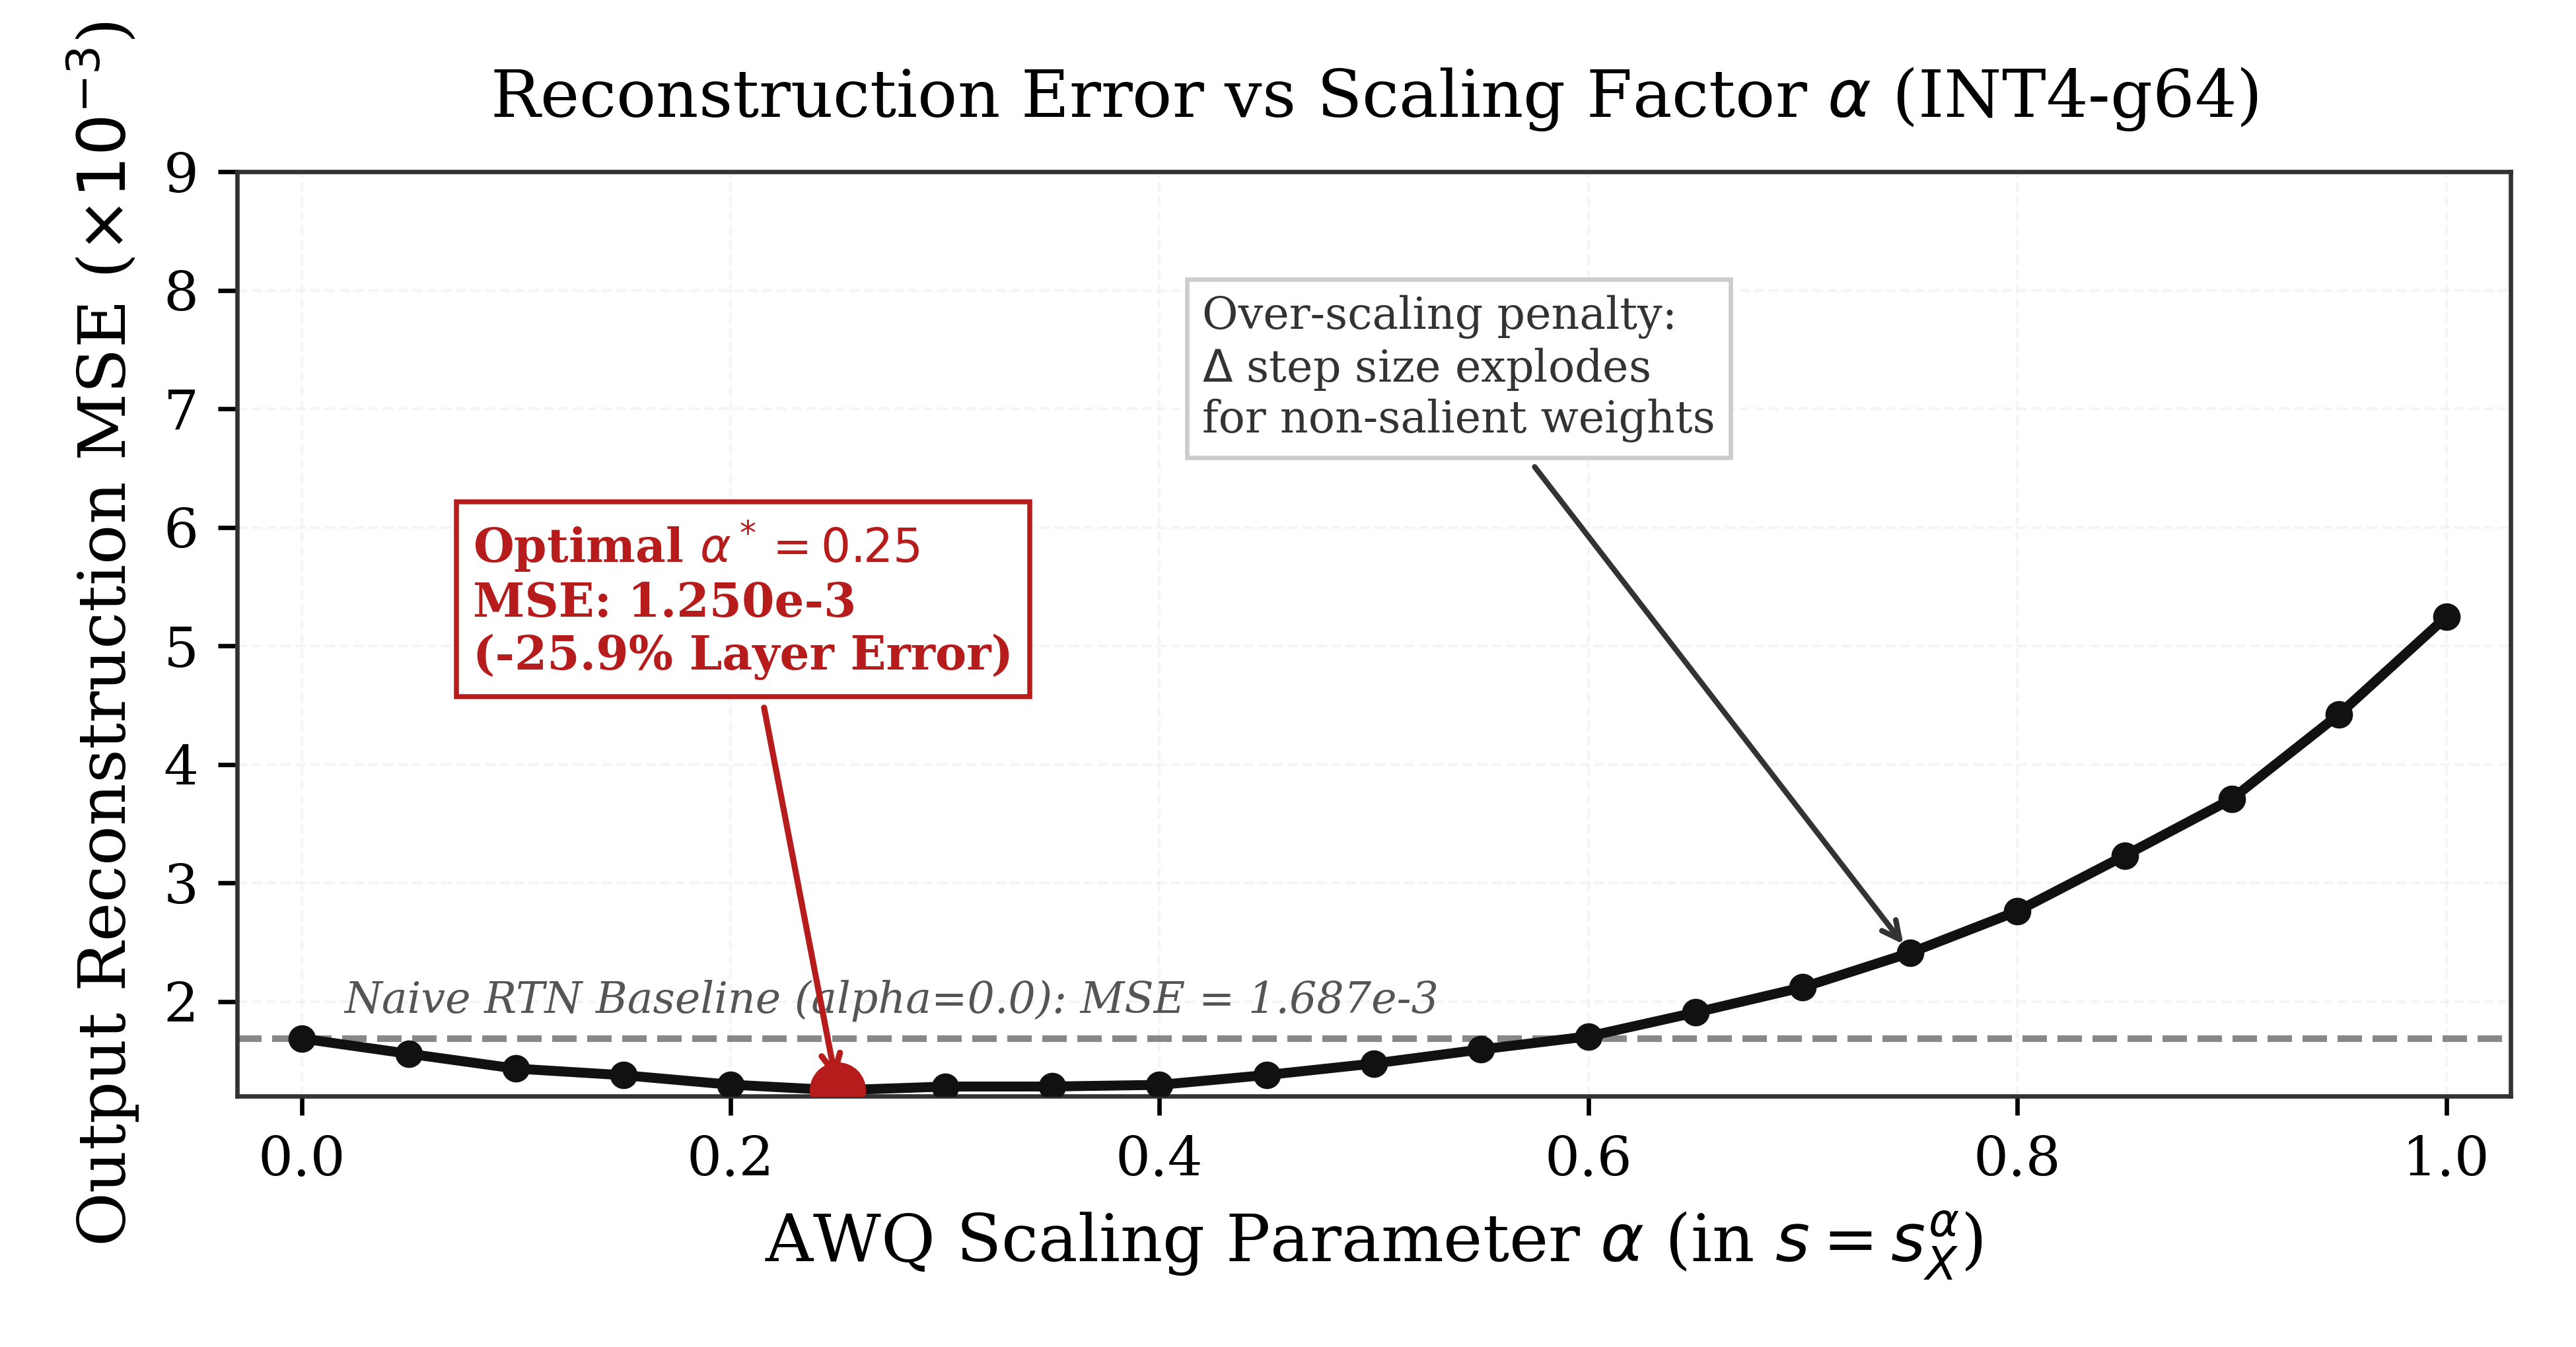 Reconstruction Error vs Scaling Factor α (INT4-g64)
Output Reconstruction MSE (×10⁻³)
9
8
7
6
5
4
3
2
Over-scaling penalty:
Δ step size explodes
for non-salient weights
Optimal α* = 0.25
MSE: 1.250e-3
(-25.9% Layer Error)
Naive RTN Baseline (alpha=0.0): MSE = 1.687e-3
0.0 0.2 0.4 0.6 0.8 1.0
AWQ Scaling Parameter α (in s = s_X^α)